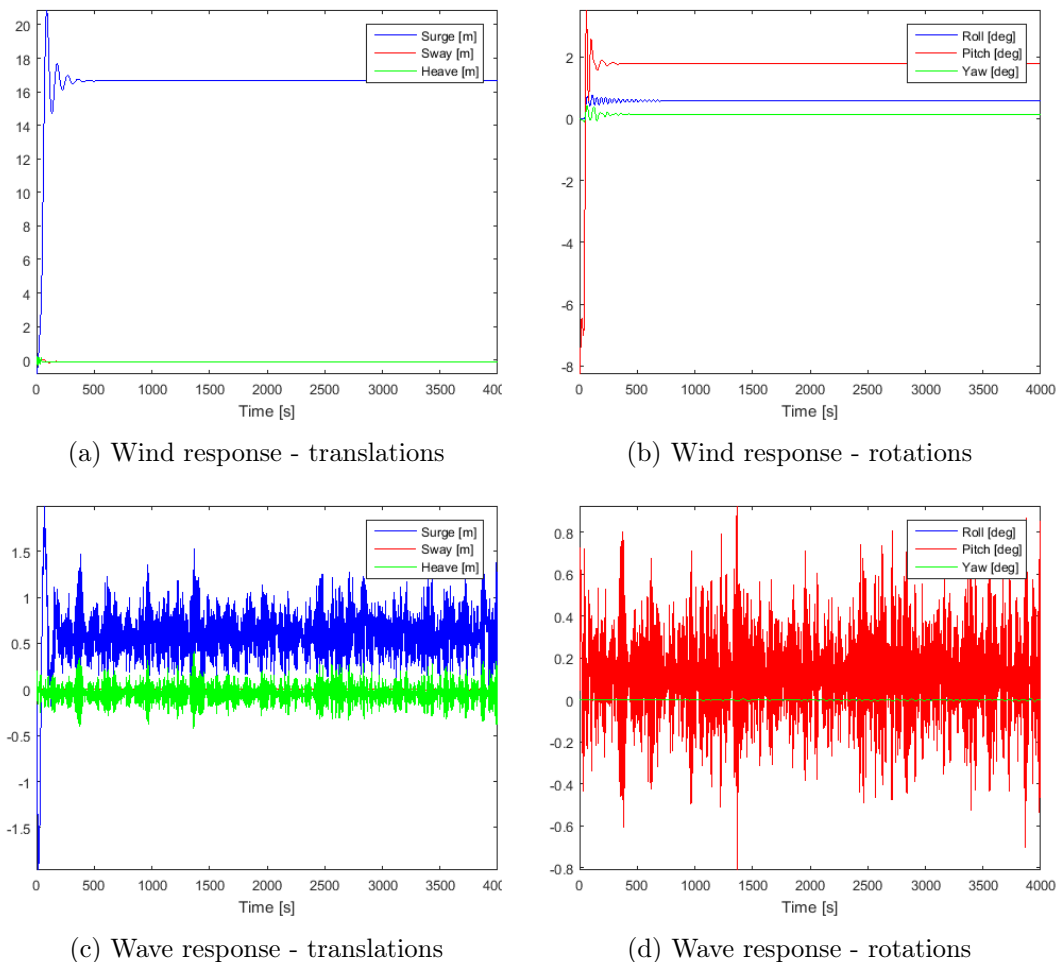 20
18
16
14
12
10
8
6
4
2
0
Surge [m]
Sway [m]
Heave [m]
0 500 1000 1500 2000 2500 3000 3500 400
Time [s]
(a) Wind response - translations
2
0
-2
-4
-6
-8
Roll [deg]
Pitch [deg]
Yaw [deg]
0 500 1000 1500 2000 2500 3000 3500 4000
Time [s]
(b) Wind response - rotations
1.5
1
0.5
0
-0.5
-1
-1.5
Surge [m]
Sway [m]
Heave [m]
0 500 1000 1500 2000 2500 3000 3500 400
Time [s]
(c) Wave response - translations
0.8
0.6
0.4
0.2
0
-0.2
-0.4
-0.6
-0.8
Roll [deg]
Pitch [deg]
Yaw [deg]
0 500 1000 1500 2000 2500 3000 3500 4000
Time [s]
(d) Wave response - rotations